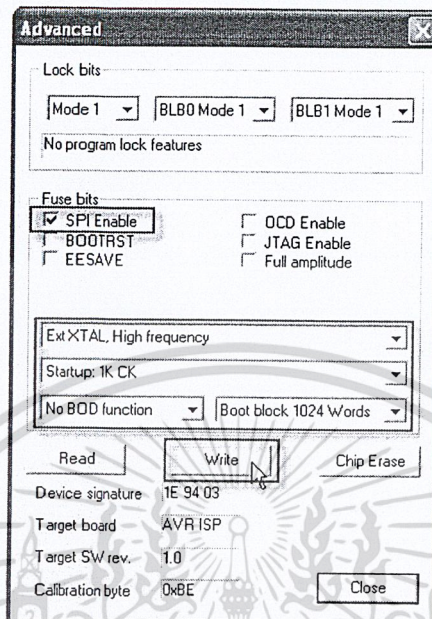 Advanced
Lock bits
Mode 1 BLB0 Mode 1 BLB1 Mode 1
No program lock features
Fuse bits
SPI Enable OCD Enable
BOOTRST JTAG Enable
EESAVE Full amplitude
Ext XTAL, High frequency
Startup: 1K CK
No BOD function Boot block 1024 Words
Read Write Chip Erase
Device signature 1E 94 03
Target board AVR ISP
Target SW rev. 1.0
Calibration byte 0xBE
Close